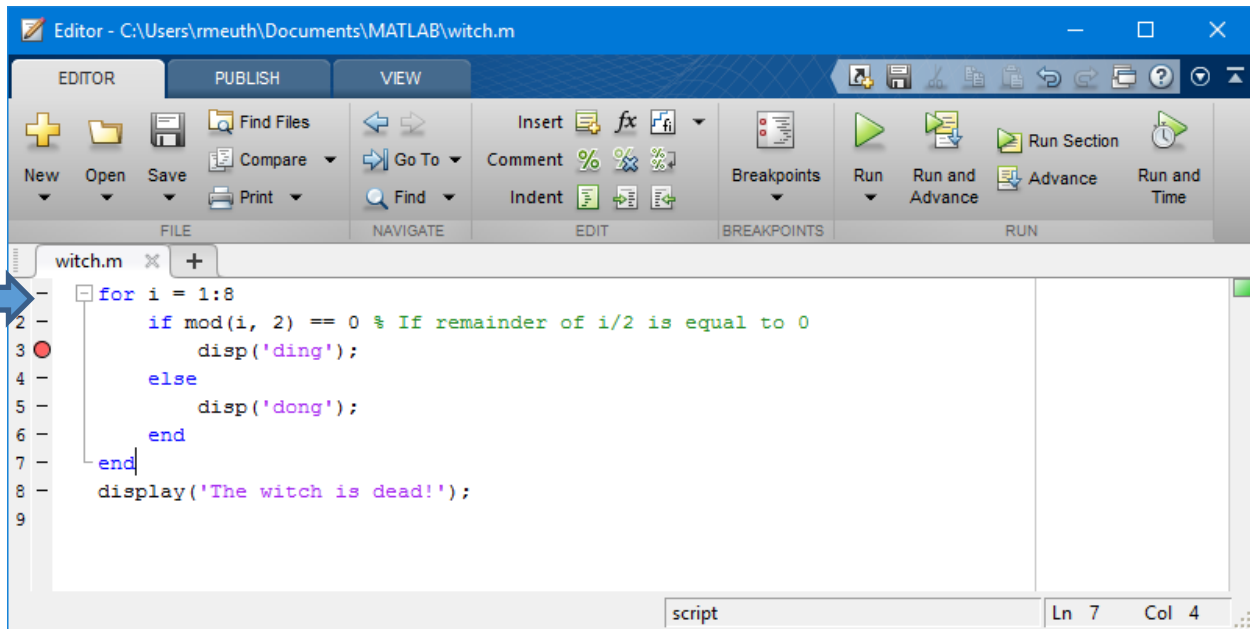 Editor - C:\Users\rmeuth\Documents\MATLAB\witch.m
EDITOR PUBLISH VIEW
New Open Save Find Files Compare Print
Go To Find
Insert fx
Comment %
Indent
Breakpoints
Run Run and Advance Run Section Advance Run and Time
FILE NAVIGATE EDIT BREAKPOINTS RUN
witch.m
for i = 1:8
2 if mod(i, 2) == 0 % If remainder of i/2 is equal to 0
3 disp('ding');
4 else
5 disp('dong');
6 end
7 end
8 display('The witch is dead!');
9
script Ln 7 Col 4